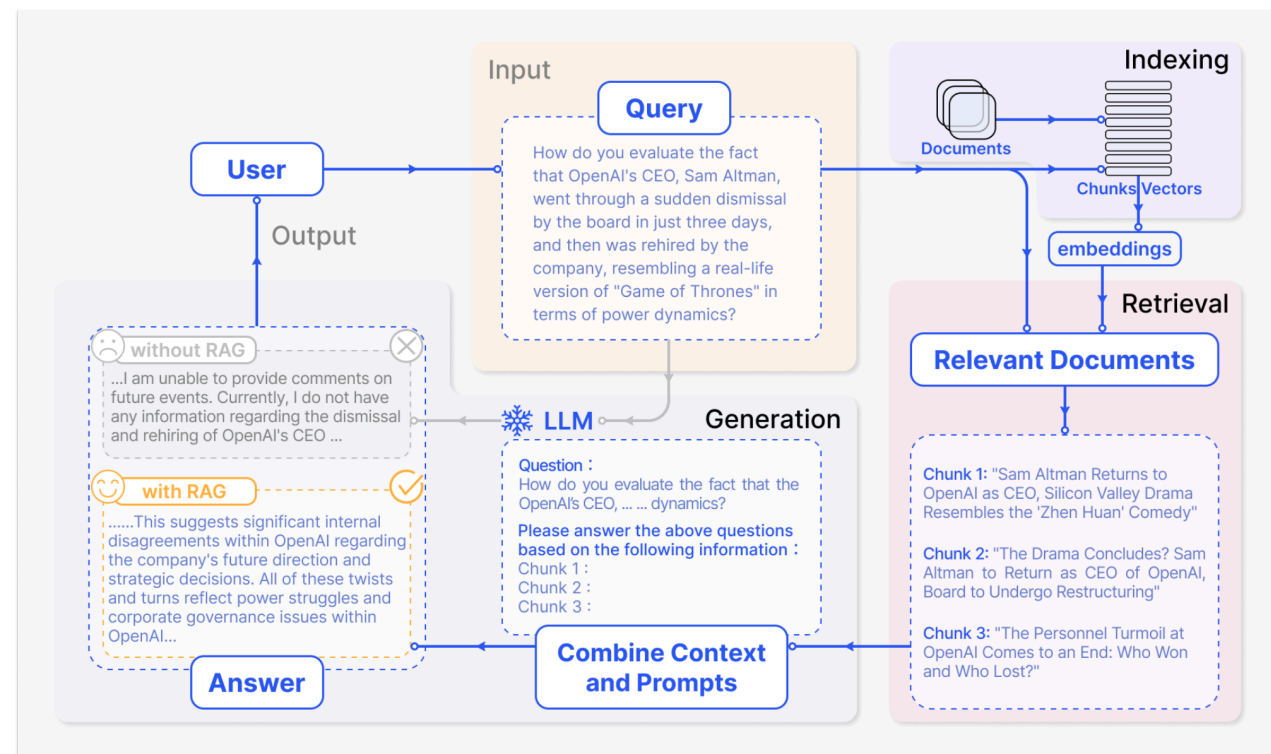 Input
Query
How do you evaluate the fact
that OpenAI's CEO, Sam Altman,
went through a sudden dismissal
by the board in just three days,
and then was rehired by the
company, resembling a real-life
version of "Game of Thrones" in
terms of power dynamics?
Indexing
Documents
Chunks Vectors
embeddings
User
Output
Retrieval
Relevant Documents
Chunk 1: "Sam Altman Returns to
OpenAI as CEO, Silicon Valley Drama
Resembles the 'Zhen Huan' Comedy"
Chunk 2: "The Drama Concludes? Sam
Altman to Return as CEO of OpenAI,
Board to Undergo Restructuring"
Chunk 3: "The Personnel Turmoil at
OpenAI Comes to an End: Who Won
and Who Lost?"
LLM
Generation
Question :
How do you evaluate the fact that the
OpenAI's CEO, ... ... dynamics?
Please answer the above questions
based on the following information :
Chunk 1 :
Chunk 2 :
Chunk 3 :
Combine Context
and Prompts
without RAG
...I am unable to provide comments on
future events. Currently, I do not have
any information regarding the dismissal
and rehiring of OpenAI's CEO ...
with RAG
......This suggests significant internal
disagreements within OpenAI regarding
the company's future direction and
strategic decisions. All of these twists
and turns reflect power struggles and
corporate governance issues within
OpenAI...
Answer